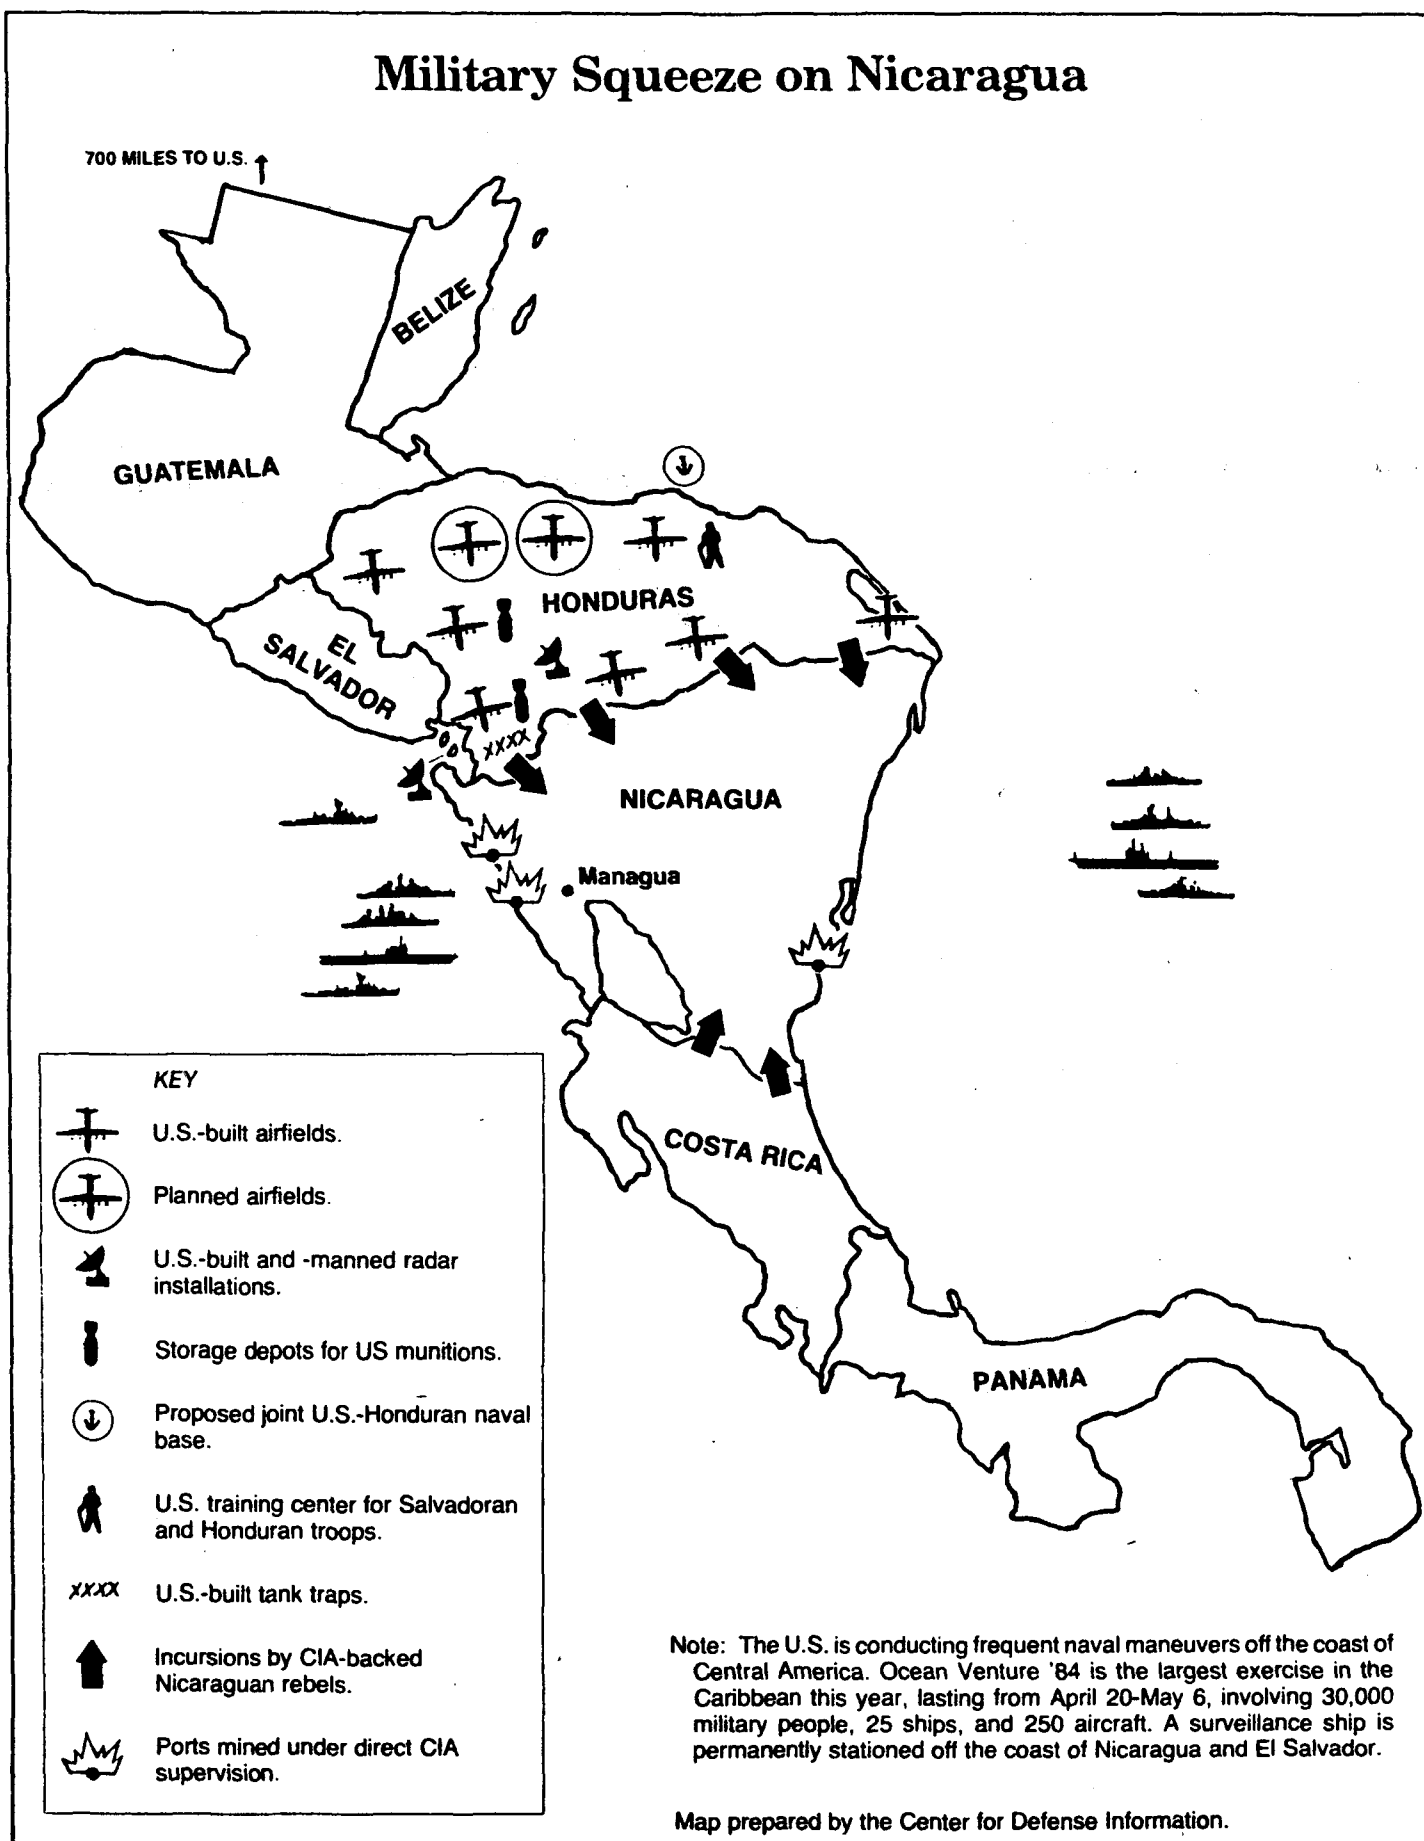 Military Squeeze on Nicaragua
700 MILES TO U.S.
BELIZE
GUATEMALA
HONDURAS
EL
SALVADOR
xxxx
NICARAGUA
Managua
COSTA RICA
PANAMA
KEY
U.S.-built airfields.
Planned airfields.
U.S.-built and -manned radar
installations.
Storage depots for US munitions.
Proposed joint U.S.-Honduran naval
base.
U.S. training center for Salvadoran
and Honduran troops.
xxxx U.S.-built tank traps.
Incursions by CIA-backed
Nicaraguan rebels.
Ports mined under direct CIA
supervision.
Note: The U.S. is conducting frequent naval maneuvers off the coast of
Central America. Ocean Venture '84 is the largest exercise in the
Caribbean this year, lasting from April 20-May 6, involving 30,000
military people, 25 ships, and 250 aircraft. A surveillance ship is
permanently stationed off the coast of Nicaragua and El Salvador.
Map prepared by the Center for Defense Information.